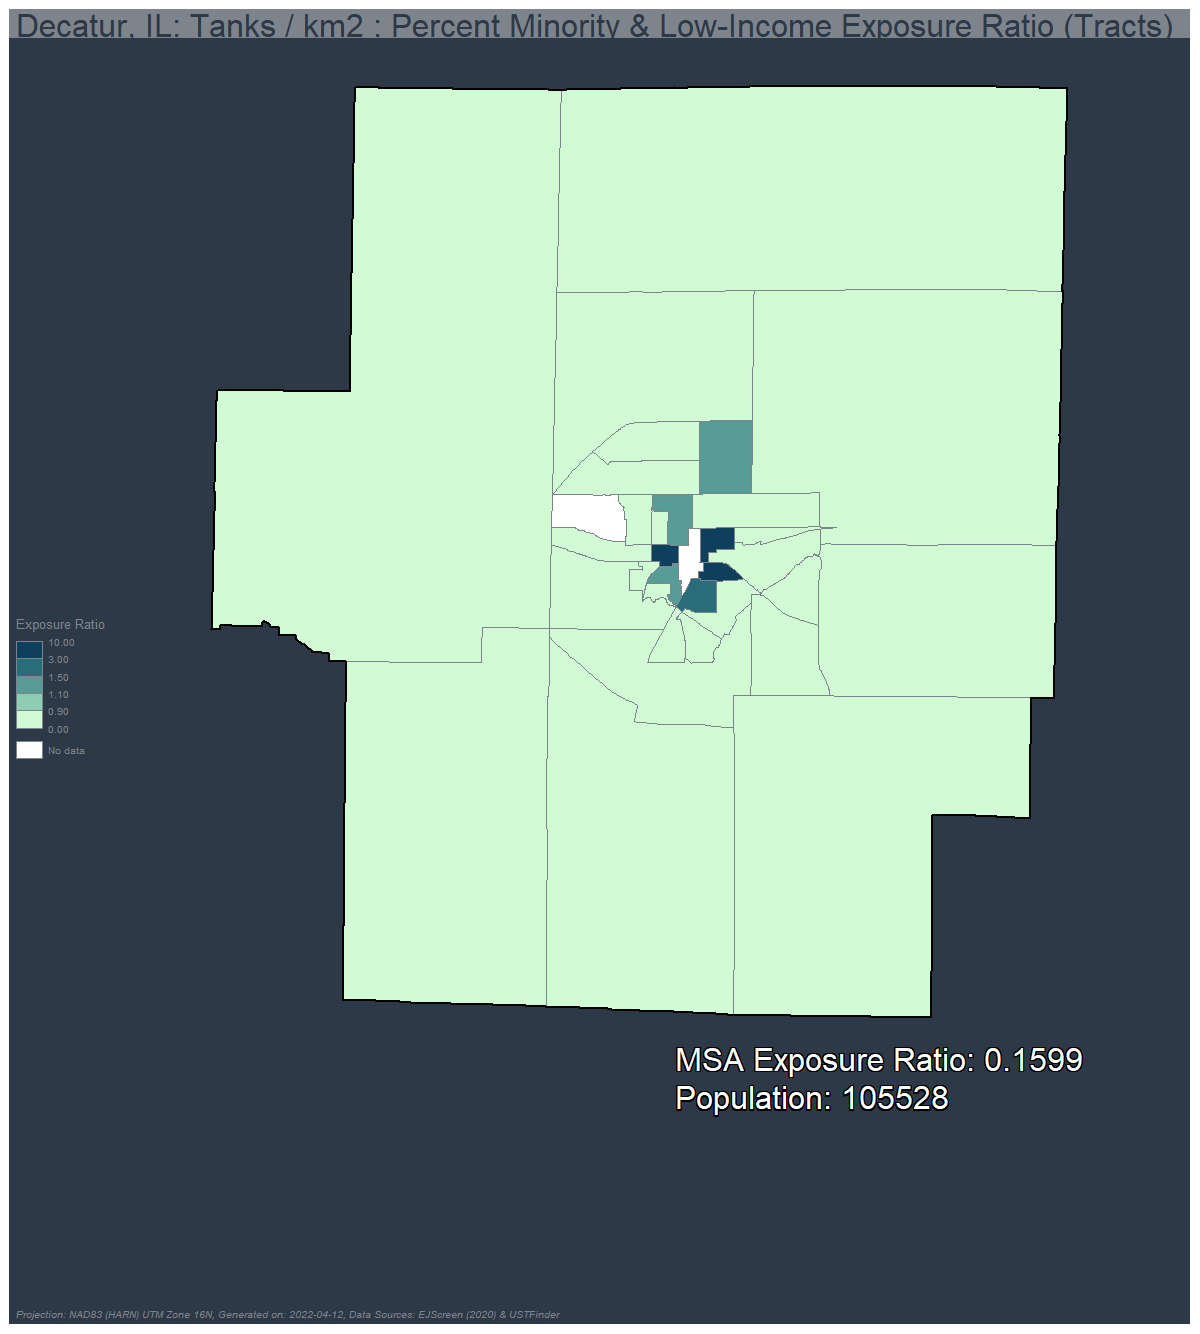 Decatur, IL: Tanks / km2 : Percent Minority & Low-Income Exposure Ratio (Tracts)
Exposure Ratio
10.00
3.00
1.50
1.10
0.90
0.00
No data
MSA Exposure Ratio: 0.1599
Population: 105528
Projection: NAD83 (HARN) UTM Zone 16N, Generated on: 2022-04-12, Data Sources: EJScreen (2020) & USTFinder